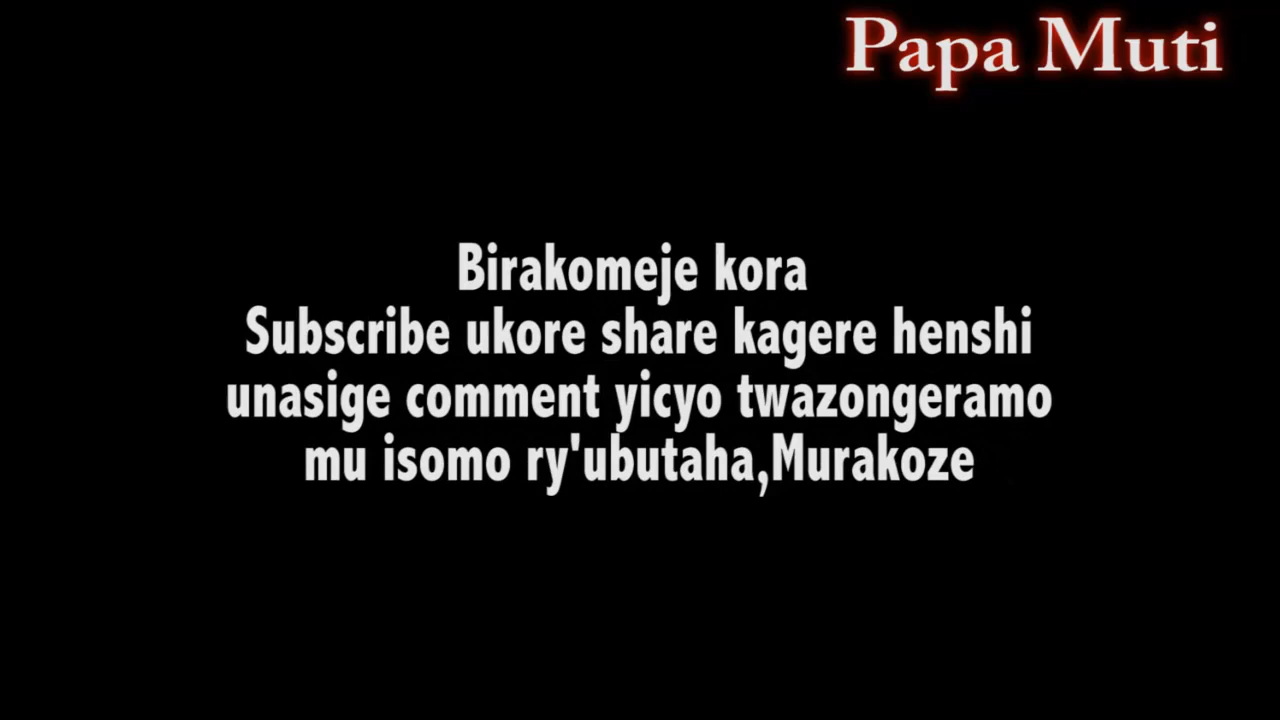 Papa Muti
Birakomeje kora
Subscribe ukore share kagere henshi
unasige comment yicyo twazongeramo
mu isomo ry'ubutaha,Murakoze